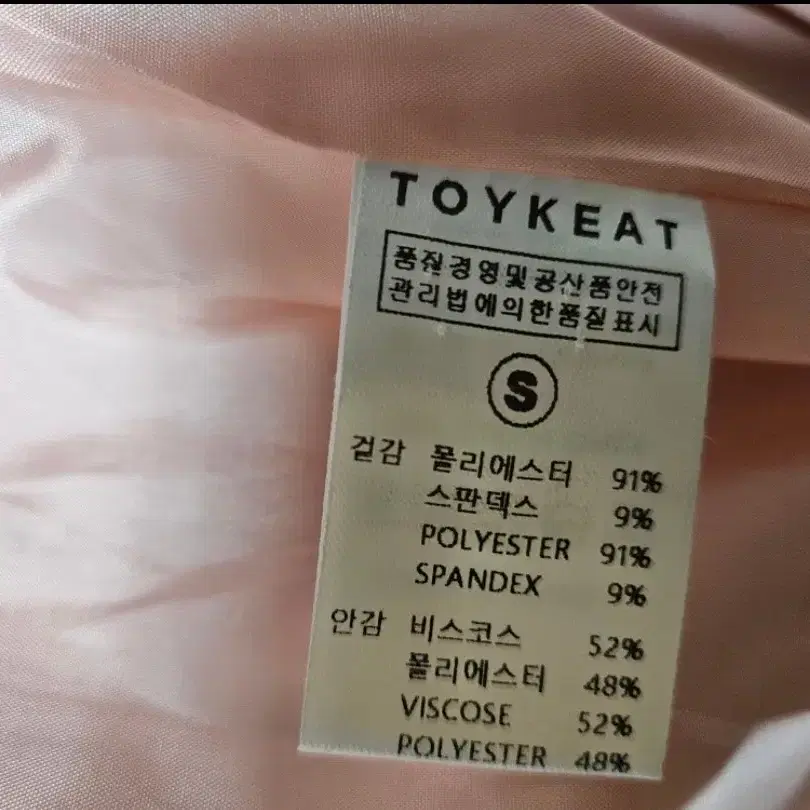 TOYKEAT
품질경영및공산품안전
관리법에의한품질표시
S
겉감 폴리에스터 91%
스판덱스 9%
POLYESTER 91%
SPANDEX 9%
안감 비스코스 52%
폴리에스터 48%
VISCOSE 52%
POLYESTER 48%